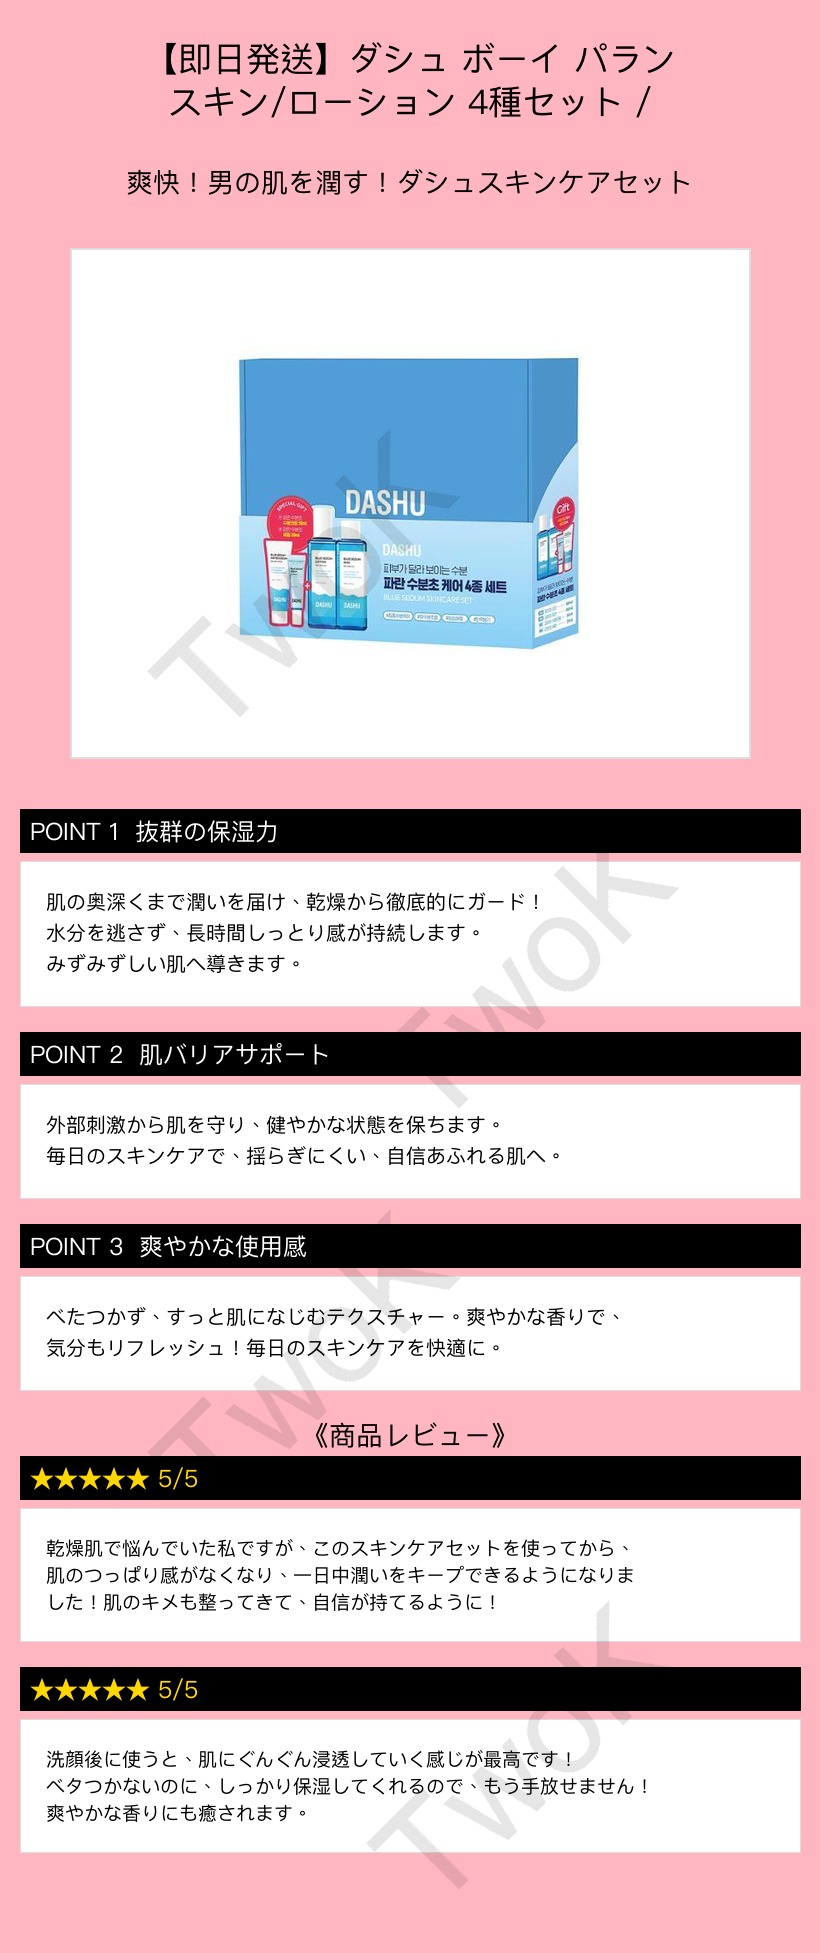 【即日発送】ダシュ ボーイ パラン
スキン/ローション 4種セット /
爽快！男の肌を潤す！ダシュスキンケアセット
DASHU
SPECIAL GIFT
Gift
DASHU
피부가 달라 보이는 수분
파란 수분초 케어 4종 세트
BLUE SEDUM SKINCARE SET
DASHU
DASHU
TwoK
POINT 1 抜群の保湿力
肌の奥深くまで潤いを届け、乾燥から徹底的にガード！
水分を逃さず、長時間しっとり感が持続します。
みずみずしい肌へ導きます。
TwoK
POINT 2 肌バリアサポート
外部刺激から肌を守り、健やかな状態を保ちます。
毎日のスキンケアで、揺らぎにくい、自信あふれる肌へ。
POINT 3 爽やかな使用感
べたつかず、すっと肌になじむテクスチャー。爽やかな香りで、
気分もリフレッシュ！毎日のスキンケアを快適に。
TwoK
《商品レビュー》
★★★★★ 5/5
乾燥肌で悩んでいた私ですが、このスキンケアセットを使ってから、
肌のつっぱり感がなくなり、一日中潤いをキープできるようになりま
した！肌のキメも整ってきて、自信が持てるように！
★★★★★ 5/5
洗顔後に使うと、肌にぐんぐん浸透していく感じが最高です！
ベタつかないのに、しっかり保湿してくれるので、もう手放せません！
爽やかな香りにも癒されます。
TwoK